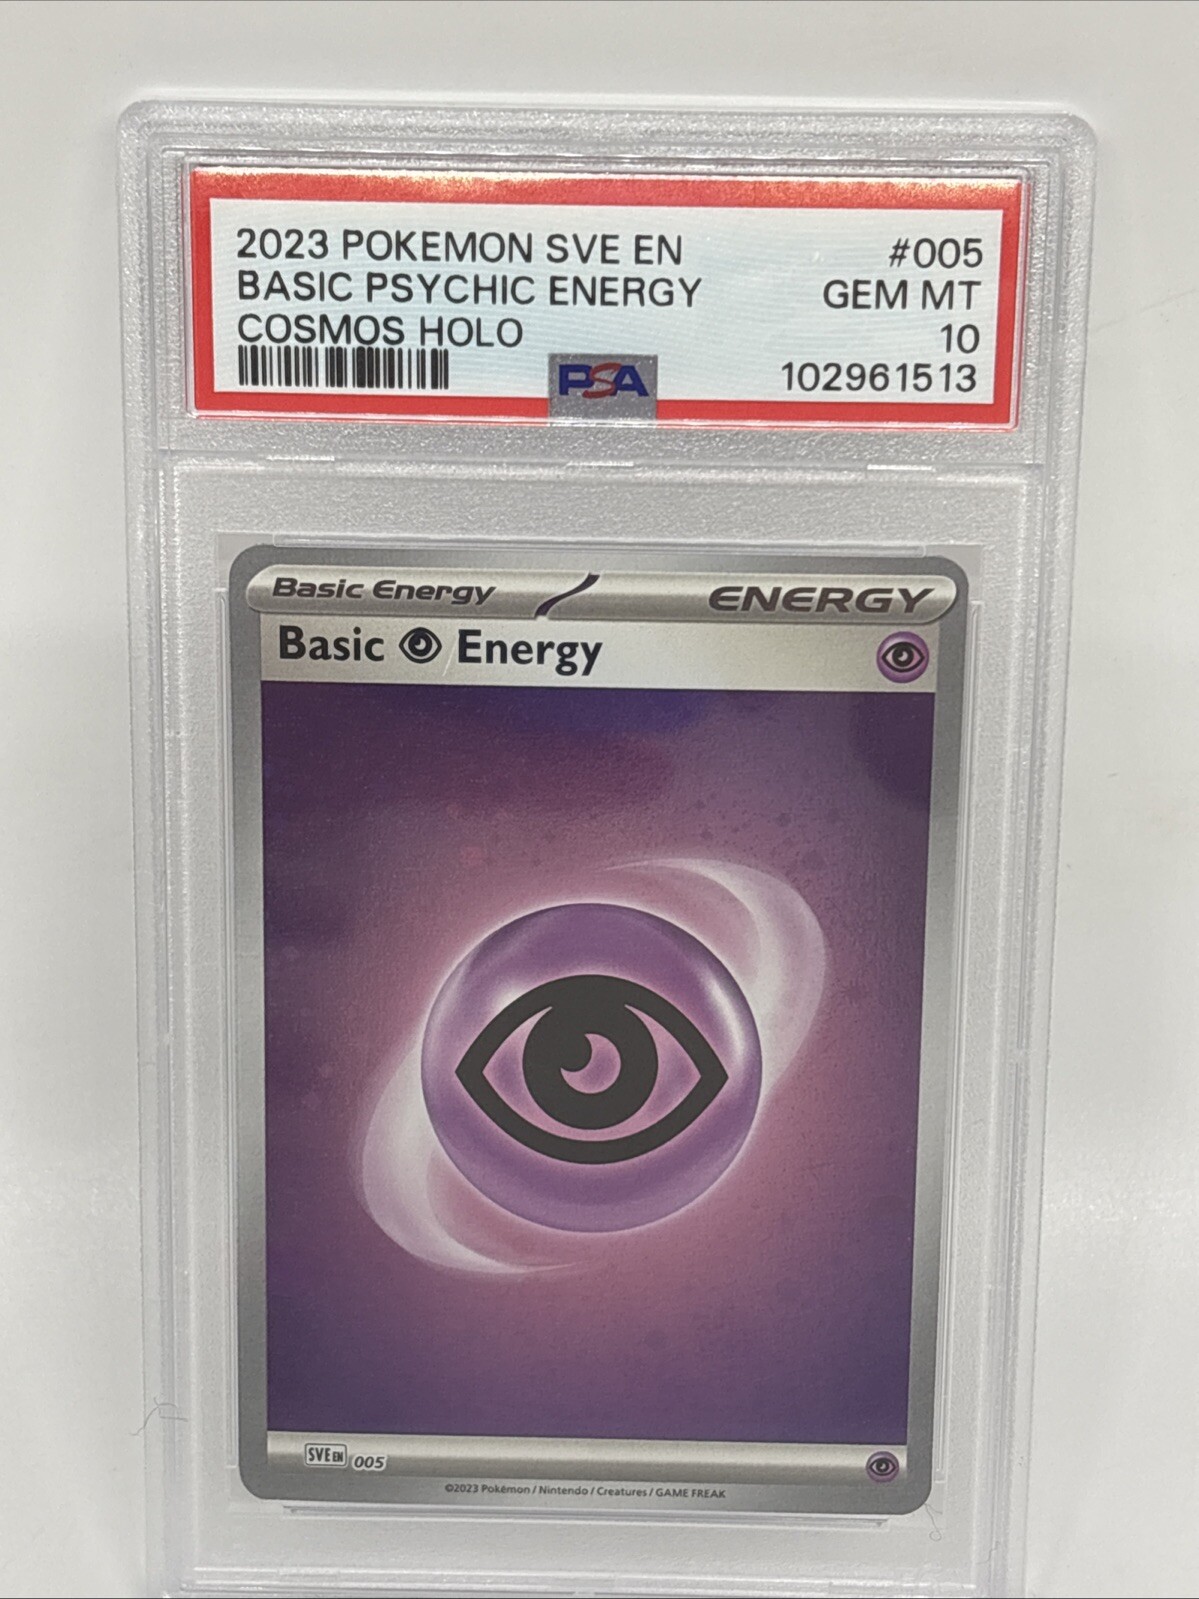 2023 POKEMON SVE EN #005
BASIC PSYCHIC ENERGY GEM MT
COSMOS HOLO 10
PSA 102961513
Basic Energy ENERGY
Basic Energy
SVE EN 005
©2023 Pokémon / Nintendo / Creatures / GAME FREAK